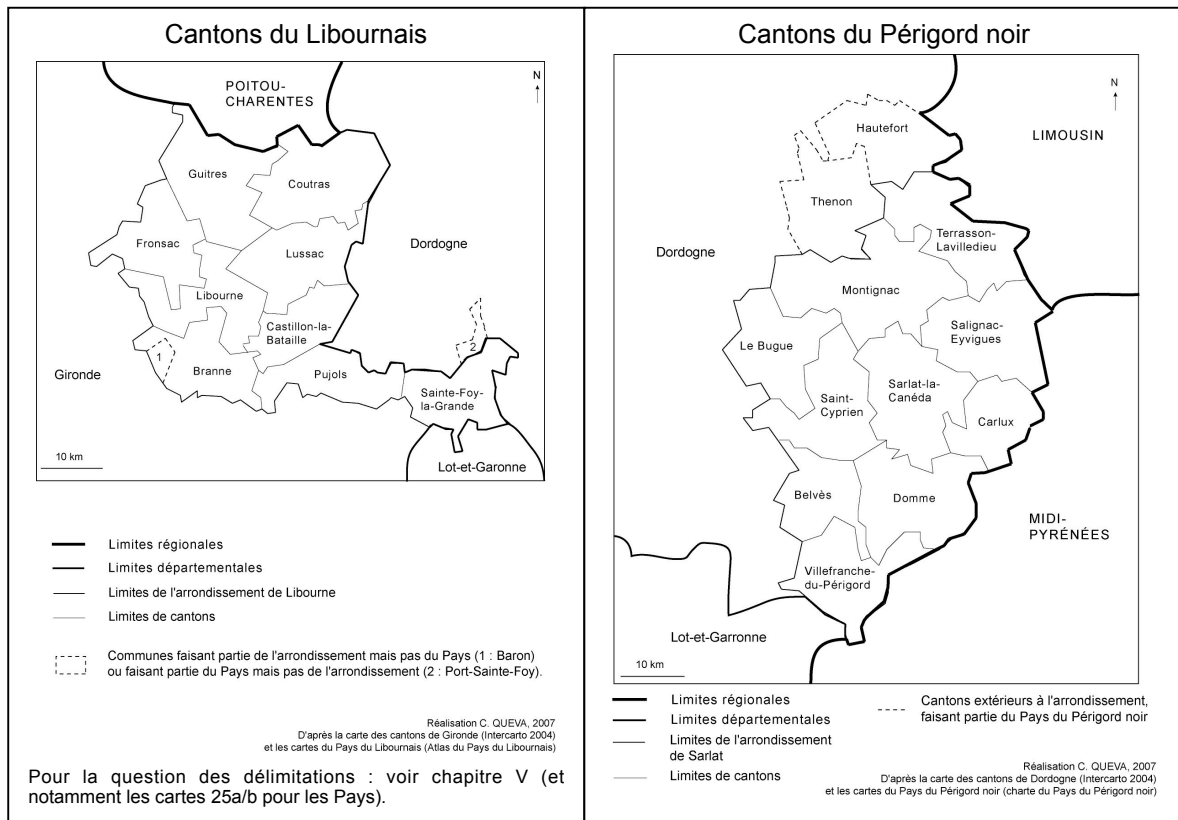 Cantons du Libournais
POITOU-
CHARENTES
N
Guitres
Coutras
Fronsac
Lussac
Dordogne
Libourne
Castillon-la-
Bataille
1
2
Gironde
Branne
Pujols
Sainte-Foy-
la-Grande
10 km
Lot-et-Garonne
Limites régionales
Limites départementales
Limites de l'arrondissement de Libourne
Limites de cantons
Communes faisant partie de l'arrondissement mais pas du Pays (1 : Baron)
ou faisant partie du Pays mais pas de l'arrondissement (2 : Port-Sainte-Foy).
Réalisation C. QUEVA, 2007
D'après la carte des cantons de Gironde (Intercarto 2004)
et les cartes du Pays du Libournais (Atlas du Pays du Libournais)
Pour la question des délimitations : voir chapitre V (et
notamment les cartes 25a/b pour les Pays).
Cantons du Périgord noir
N
Hautefort
LIMOUSIN
Thenon
Terrasson-
Lavilledieu
Dordogne
Montignac
Le Bugue
Salignac-
Eyvigues
Sarlat-la-
Canéda
Saint-
Cyprien
Carlux
Belvès
Domme
MIDI-
PYRÉNÉES
Villefranche-
du-Périgord
Lot-et-Garronne
10 km
Limites régionales
Limites départementales
Limites de l'arrondissement
de Sarlat
Limites de cantons
Cantons extérieurs à l'arrondissement,
faisant partie du Pays du Périgord noir
Réalisation C. QUEVA, 2007
D'après la carte des cantons de Dordogne (Intercarto 2004)
et les cartes du Pays du Périgord noir (charte du Pays du Périgord noir)